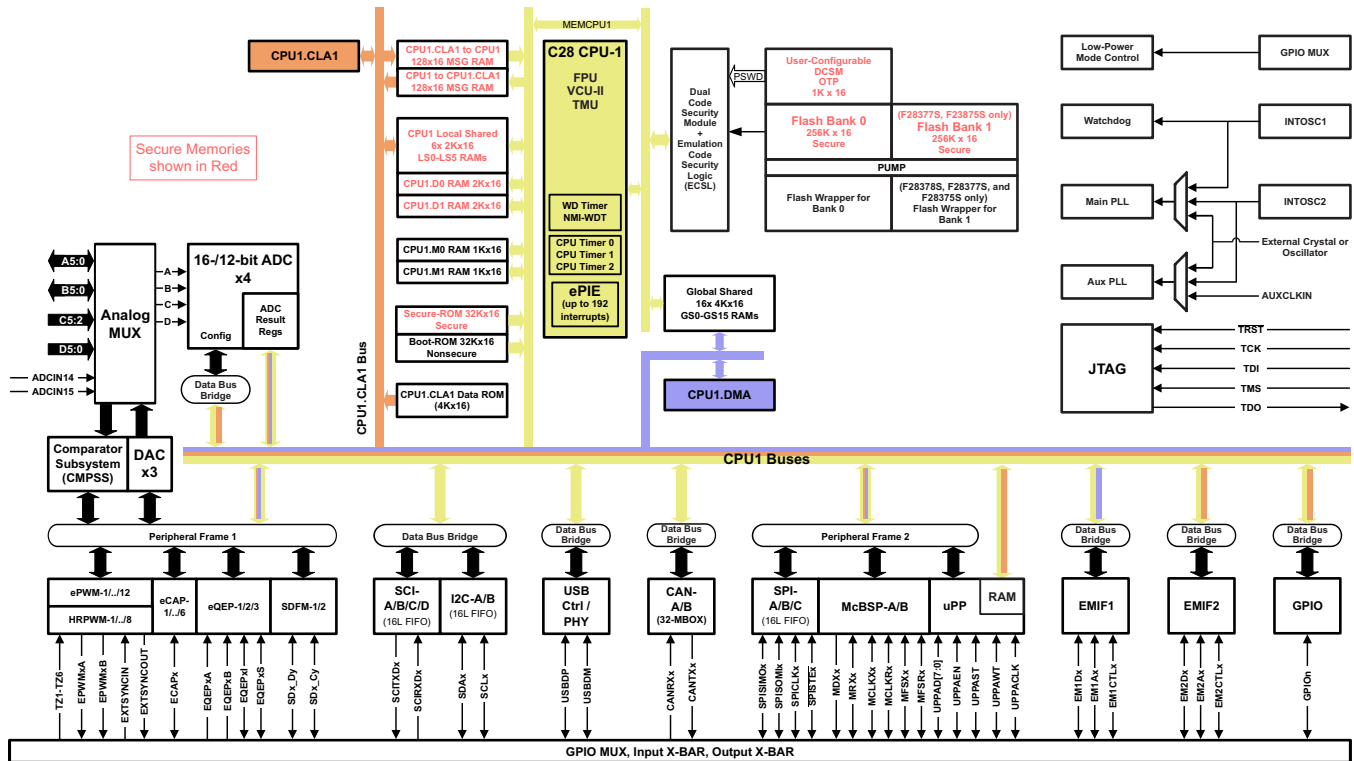 MEMCPU1
CPU1.CLA1
CPU1.CLA1 to CPU1
128x16 MSG RAM
CPU1 to CPU1.CLA1
128x16 MSG RAM
C28 CPU-1
FPU
VCU-II
TMU
PSWD
User-Configurable
DCSM
OTP
1K x 16
Dual
Code
Security
Module
+
Emulation
Code
Security
Logic
(ECSL)
Flash Bank 0
256K x 16
Secure
(F28377S, F23875S only)
Flash Bank 1
256K x 16
Secure
PUMP
Flash Wrapper for
Bank 0
(F28378S, F28377S, and
F28375S only)
Flash Wrapper for
Bank 1
Low-Power
Mode Control
GPIO MUX
Watchdog
INTOSC1
Main PLL
INTOSC2
External Crystal or
Oscillator
Aux PLL
AUXCLKIN
Secure Memories
shown in Red
CPU1 Local Shared
6x 2Kx16
LS0-LS5 RAMs
CPU1.D0 RAM 2Kx16
CPU1.D1 RAM 2Kx16
WD Timer
NMI-WDT
CPU1.M0 RAM 1Kx16
CPU1.M1 RAM 1Kx16
CPU Timer 0
CPU Timer 1
CPU Timer 2
ePIE
(up to 192
interrupts)
Secure-ROM 32Kx16
Secure
Boot-ROM 32Kx16
Nonsecure
CPU1.CLA1 Data ROM
(4Kx16)
CPU1.CLA1 Bus
Global Shared
16x 4Kx16
GS0-GS15 RAMs
CPU1.DMA
JTAG
TRST
TCK
TDI
TMS
TDO
A5:0
B5:0
C5:2
D5:0
ADCIN14
ADCIN15
Analog
MUX
A
B
C
D
16-/12-bit ADC
x4
Config
ADC
Result
Regs
Data Bus
Bridge
Comparator
Subsystem
(CMPSS)
DAC
x3
CPU1 Buses
Peripheral Frame 1
Data Bus Bridge
Data Bus
Bridge
Data Bus
Bridge
Peripheral Frame 2
Data Bus
Bridge
Data Bus
Bridge
Data Bus
Bridge
ePWM-1/../12
HRPWM-1/../8
eCAP-
1/../6
eQEP-1/2/3
SDFM-1/2
SCI-
A/B/C/D
(16L FIFO)
I2C-A/B
(16L FIFO)
USB
Ctrl /
PHY
CAN-
A/B
(32-MBOX)
SPI-
A/B/C
(16L FIFO)
McBSP-A/B
uPP
RAM
EMIF1
EMIF2
GPIO
TZ1-TZ6
EPWMxA
EPWMxB
EXTSYNCIN
EXTSYNCOUT
ECAPx
EQEPxA
EQEPxB
EQEPxI
EQEPxS
SDx_Dy
SDx_Cy
SCITXDx
SCIRXDx
SDAx
SCLx
USBDP
USBDM
CANRXx
CANTXx
SPISIMOx
SPISOMIx
SPICLKx
SPISTEx
MDXx
MRXx
MCLKXx
MCLKRx
MFSXx
MFSRx
UPPAD[7:0]
UPPAEN
UPPAST
UPPAWT
UPPACLK
EM1Dx
EM1Ax
EM1CTLx
EM2Dx
EM2Ax
EM2CTLx
GPIOn
GPIO MUX, Input X-BAR, Output X-BAR